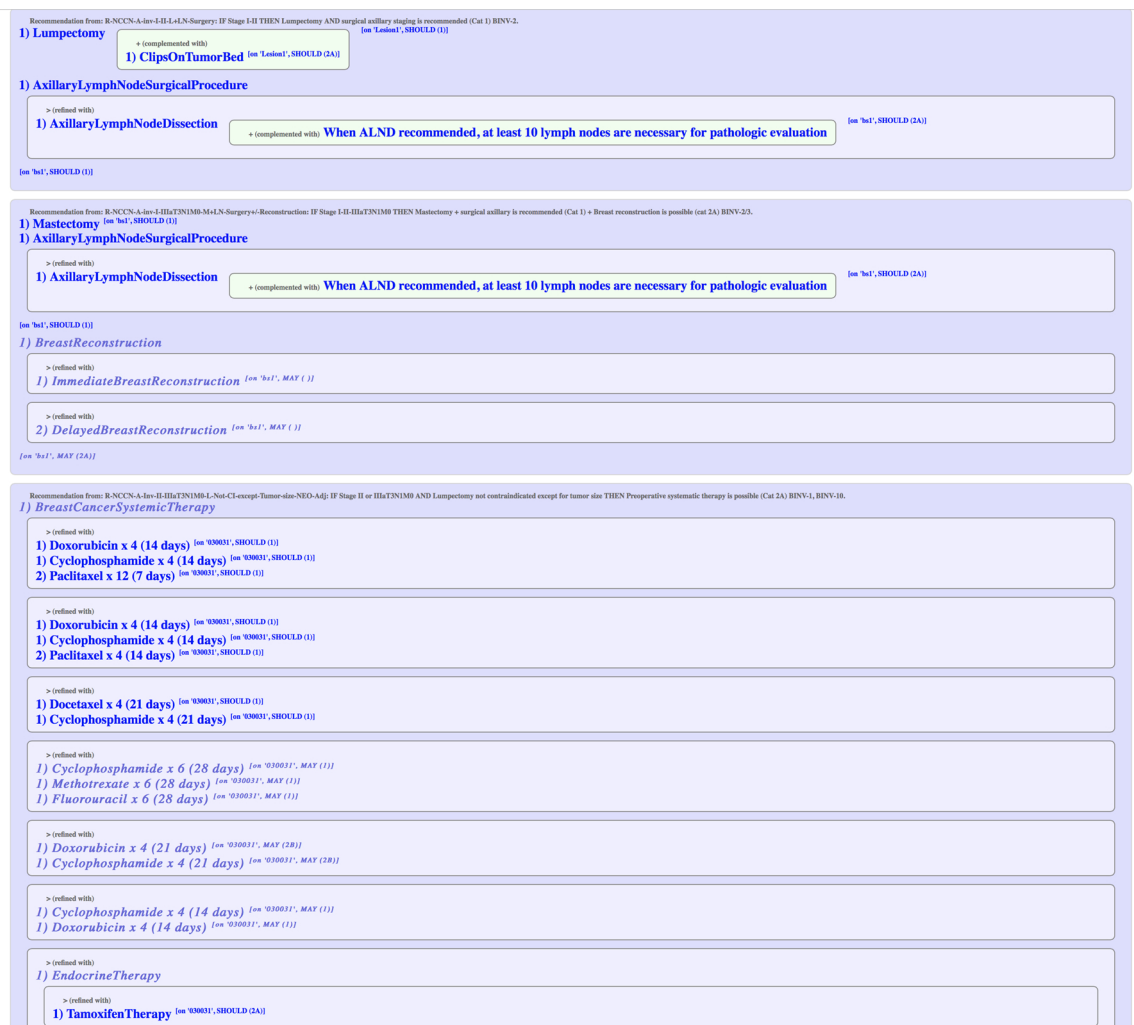 Recommendation from: R-NCCN-A-inv-I-II-L+LN-Surgery: IF Stage I-II THEN Lumpectomy AND surgical axillary staging is recommended (Cat 1) BINV-2.
1) Lumpectomy
+ (complemented with)
1) ClipsOnTumorBed [on 'Lesion1', SHOULD (2A)]
[on 'Lesion1', SHOULD (1)]
1) AxillaryLymphNodeSurgicalProcedure
> (refined with)
1) AxillaryLymphNodeDissection + (complemented with) When ALND recommended, at least 10 lymph nodes are necessary for pathologic evaluation [on 'bs1', SHOULD (2A)]
[on 'bs1', SHOULD (1)]
Recommendation from: R-NCCN-A-inv-I-IIIaT3N1M0-M+LN-Surgery+/-Reconstruction: IF Stage I-II-IIIaT3N1M0 THEN Mastectomy + surgical axillary is recommended (Cat 1) + Breast reconstruction is possible (cat 2A) BINV-2/3.
1) Mastectomy [on 'bs1', SHOULD (1)]
1) AxillaryLymphNodeSurgicalProcedure
> (refined with)
1) AxillaryLymphNodeDissection + (complemented with) When ALND recommended, at least 10 lymph nodes are necessary for pathologic evaluation [on 'bs1', SHOULD (2A)]
[on 'bs1', SHOULD (1)]
1) BreastReconstruction
> (refined with)
1) ImmediateBreastReconstruction [on 'bs1', MAY ( )]
> (refined with)
2) DelayedBreastReconstruction [on 'bs1', MAY ( )]
[on 'bs1', MAY (2A)]
Recommendation from: R-NCCN-A-Inv-II-IIIaT3N1M0-L-Not-CI-except-Tumor-size-NEO-Adj: IF Stage II or IIIaT3N1M0 AND Lumpectomy not contraindicated except for tumor size THEN Preoperative systematic therapy is possible (Cat 2A) BINV-1, BINV-10.
1) BreastCancerSystemicTherapy
> (refined with)
1) Doxorubicin x 4 (14 days) [on '030031', SHOULD (1)]
1) Cyclophosphamide x 4 (14 days) [on '030031', SHOULD (1)]
2) Paclitaxel x 12 (7 days) [on '030031', SHOULD (1)]
> (refined with)
1) Doxorubicin x 4 (14 days) [on '030031', SHOULD (1)]
1) Cyclophosphamide x 4 (14 days) [on '030031', SHOULD (1)]
2) Paclitaxel x 4 (14 days) [on '030031', SHOULD (1)]
> (refined with)
1) Docetaxel x 4 (21 days) [on '030031', SHOULD (1)]
1) Cyclophosphamide x 4 (21 days) [on '030031', SHOULD (1)]
> (refined with)
1) Cyclophosphamide x 6 (28 days) [on '030031', MAY (1)]
1) Methotrexate x 6 (28 days) [on '030031', MAY (1)]
1) Fluorouracil x 6 (28 days) [on '030031', MAY (1)]
> (refined with)
1) Doxorubicin x 4 (21 days) [on '030031', MAY (2B)]
1) Cyclophosphamide x 4 (21 days) [on '030031', MAY (2B)]
> (refined with)
1) Cyclophosphamide x 4 (14 days) [on '030031', MAY (1)]
1) Doxorubicin x 4 (14 days) [on '030031', MAY (1)]
> (refined with)
1) EndocrineTherapy
> (refined with)
1) TamoxifenTherapy [on '030031', SHOULD (2A)]